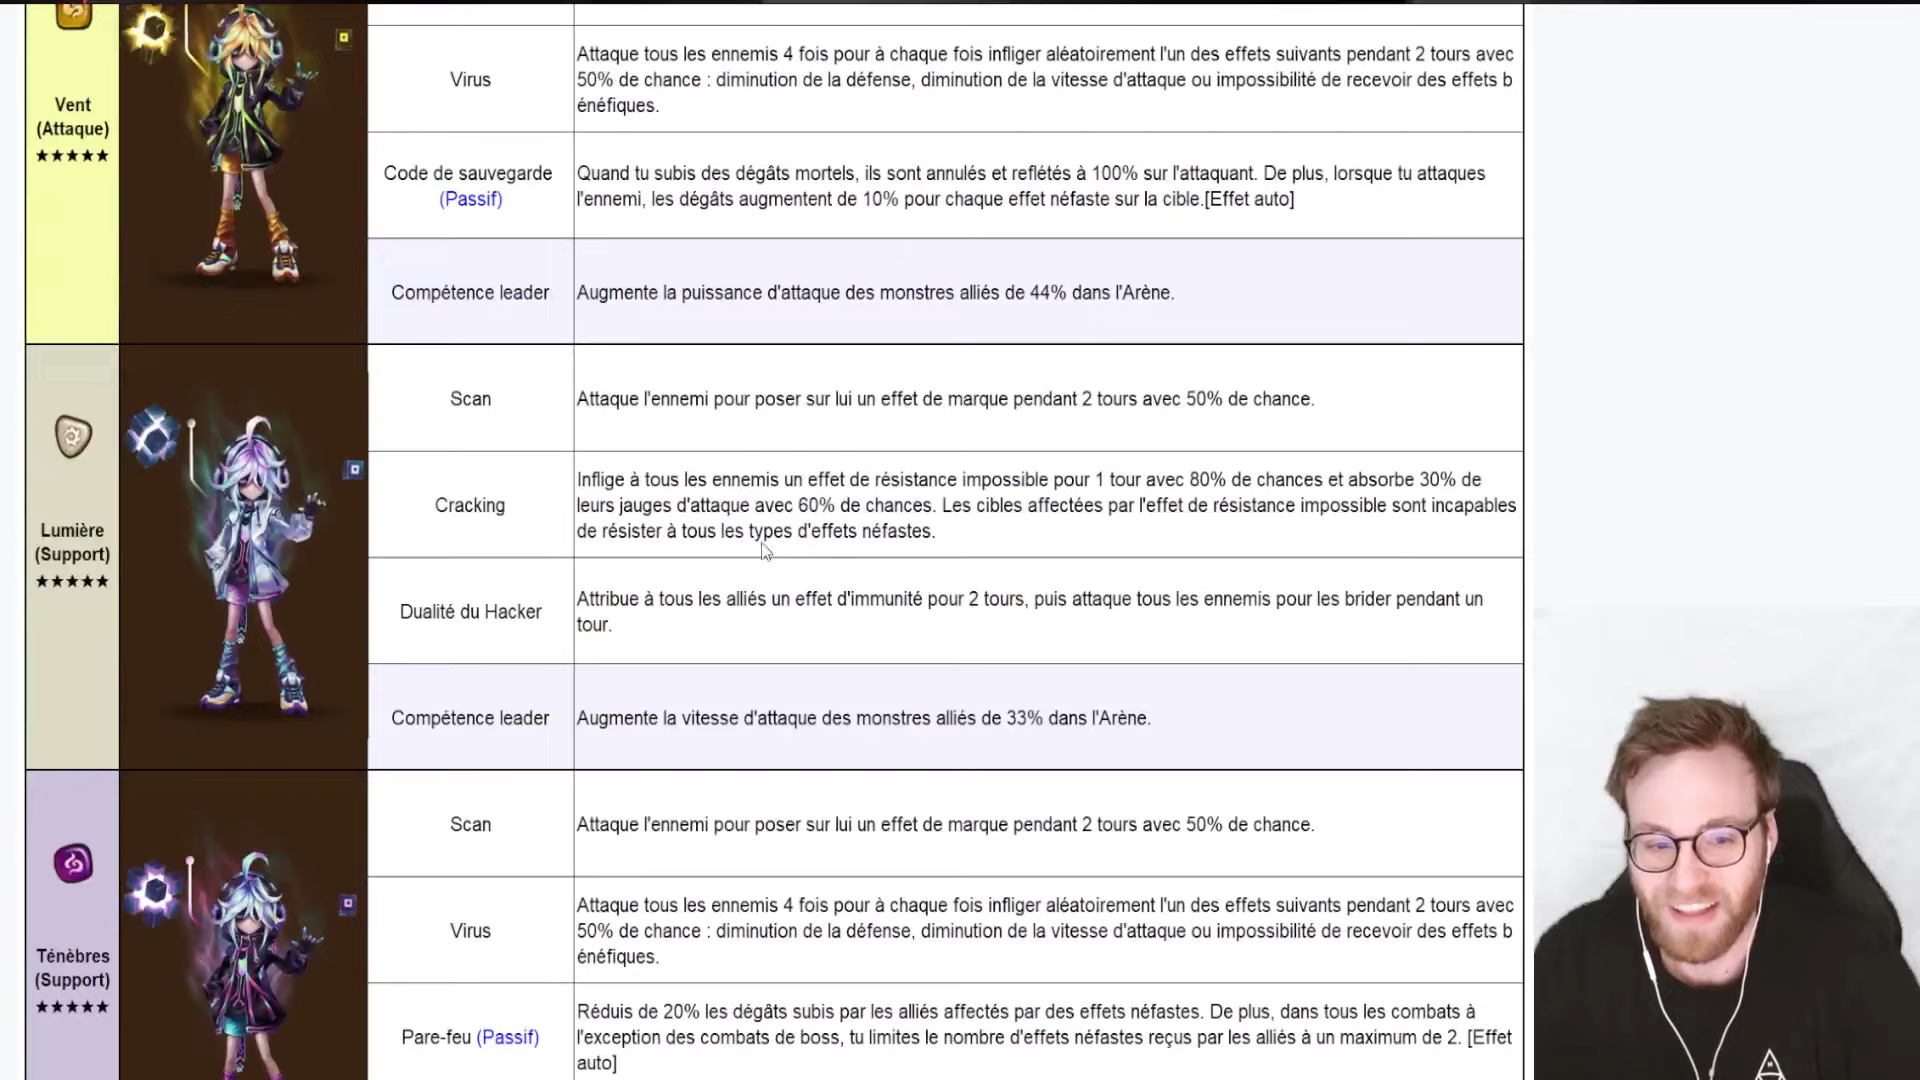 Vent
(Attaque)
★★★★★
Virus
Attaque tous les ennemis 4 fois pour à chaque fois infliger aléatoirement l'un des effets suivants pendant 2 tours avec
50% de chance : diminution de la défense, diminution de la vitesse d'attaque ou impossibilité de recevoir des effets b
énéfiques.
Code de sauvegarde
(Passif)
Quand tu subis des dégâts mortels, ils sont annulés et reflétés à 100% sur l'attaquant. De plus, lorsque tu attaques
l'ennemi, les dégâts augmentent de 10% pour chaque effet néfaste sur la cible.[Effet auto]
Compétence leader
Augmente la puissance d'attaque des monstres alliés de 44% dans l'Arène.
Lumière
(Support)
★★★★★
Scan
Attaque l'ennemi pour poser sur lui un effet de marque pendant 2 tours avec 50% de chance.
Cracking
Inflige à tous les ennemis un effet de résistance impossible pour 1 tour avec 80% de chances et absorbe 30% de
leurs jauges d'attaque avec 60% de chances. Les cibles affectées par l'effet de résistance impossible sont incapables
de résister à tous les types d'effets néfastes.
Dualité du Hacker
Attribue à tous les alliés un effet d'immunité pour 2 tours, puis attaque tous les ennemis pour les brider pendant un
tour.
Compétence leader
Augmente la vitesse d'attaque des monstres alliés de 33% dans l'Arène.
Ténèbres
(Support)
★★★★★
Scan
Attaque l'ennemi pour poser sur lui un effet de marque pendant 2 tours avec 50% de chance.
Virus
Attaque tous les ennemis 4 fois pour à chaque fois infliger aléatoirement l'un des effets suivants pendant 2 tours avec
50% de chance : diminution de la défense, diminution de la vitesse d'attaque ou impossibilité de recevoir des effets b
énéfiques.
Pare-feu (Passif)
Réduis de 20% les dégâts subis par les alliés affectés par des effets néfastes. De plus, dans tous les combats à
l'exception des combats de boss, tu limites le nombre d'effets néfastes reçus par les alliés à un maximum de 2. [Effet
auto]